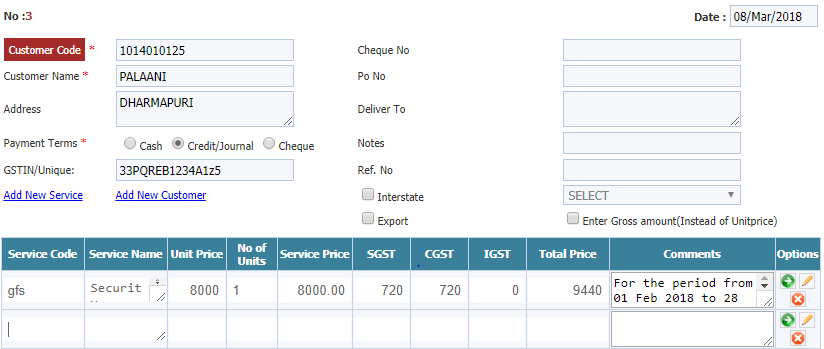 No :3 Date : 08/Mar/2018
Customer Code * 1014010125 Cheque No
Customer Name * PALAANI Po No
Address DHARMAPURI Deliver To
Payment Terms * Cash Credit/Journal Cheque Notes
GSTIN/Unique: 33PQREB1234A1z5 Ref. No
Add New Service Add New Customer Interstate SELECT
Export Enter Gross amount(Instead of Unitprice)
Service Code Service Name Unit Price No of Units Service Price SGST CGST IGST Total Price Comments Options
gfs Securit 8000 1 8000.00 720 720 0 9440 For the period from
01 Feb 2018 to 28